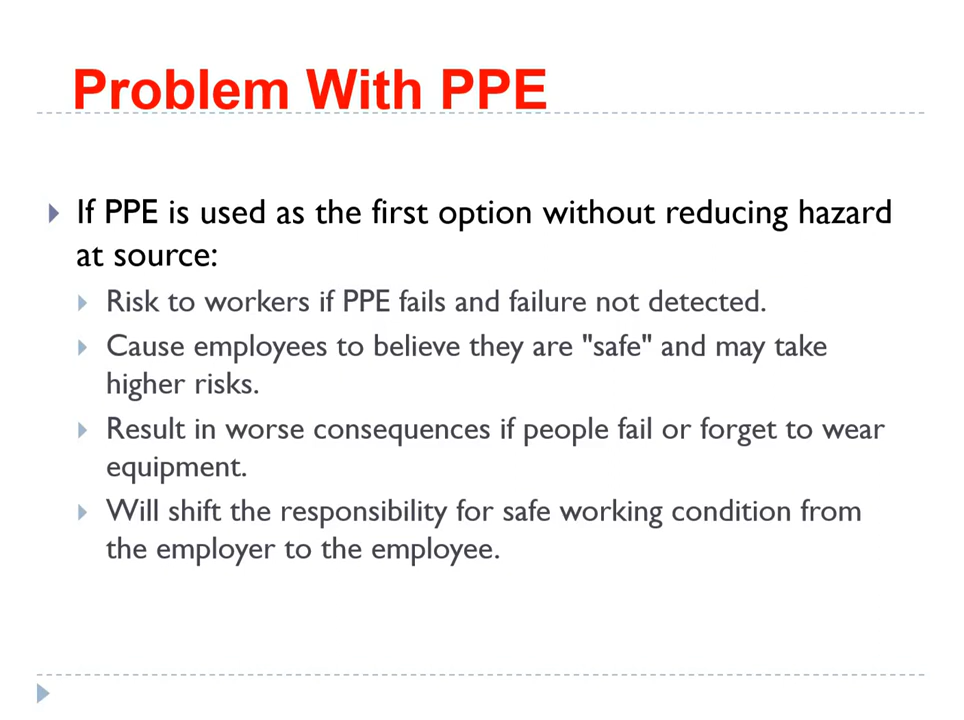 Problem With PPE
If PPE is used as the first option without reducing hazard
at source:
Risk to workers if PPE fails and failure not detected.
Cause employees to believe they are "safe" and may take
higher risks.
Result in worse consequences if people fail or forget to wear
equipment.
Will shift the responsibility for safe working condition from
the employer to the employee.